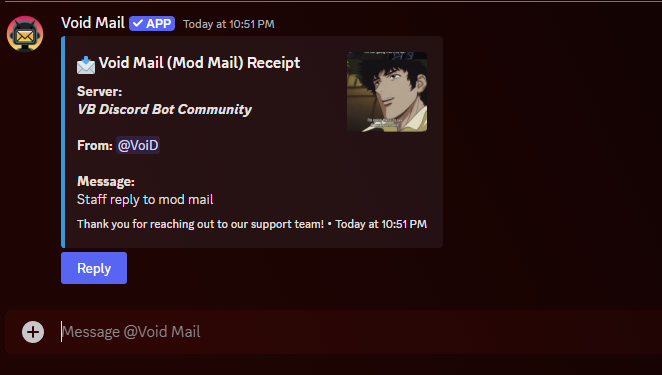 Void Mail ✓ APP Today at 10:51 PM
Void Mail (Mod Mail) Receipt
Server:
VB Discord Bot Community
From: @VoiD
Message:
Staff reply to mod mail
Thank you for reaching out to our support team! • Today at 10:51 PM
Reply
Message @Void Mail